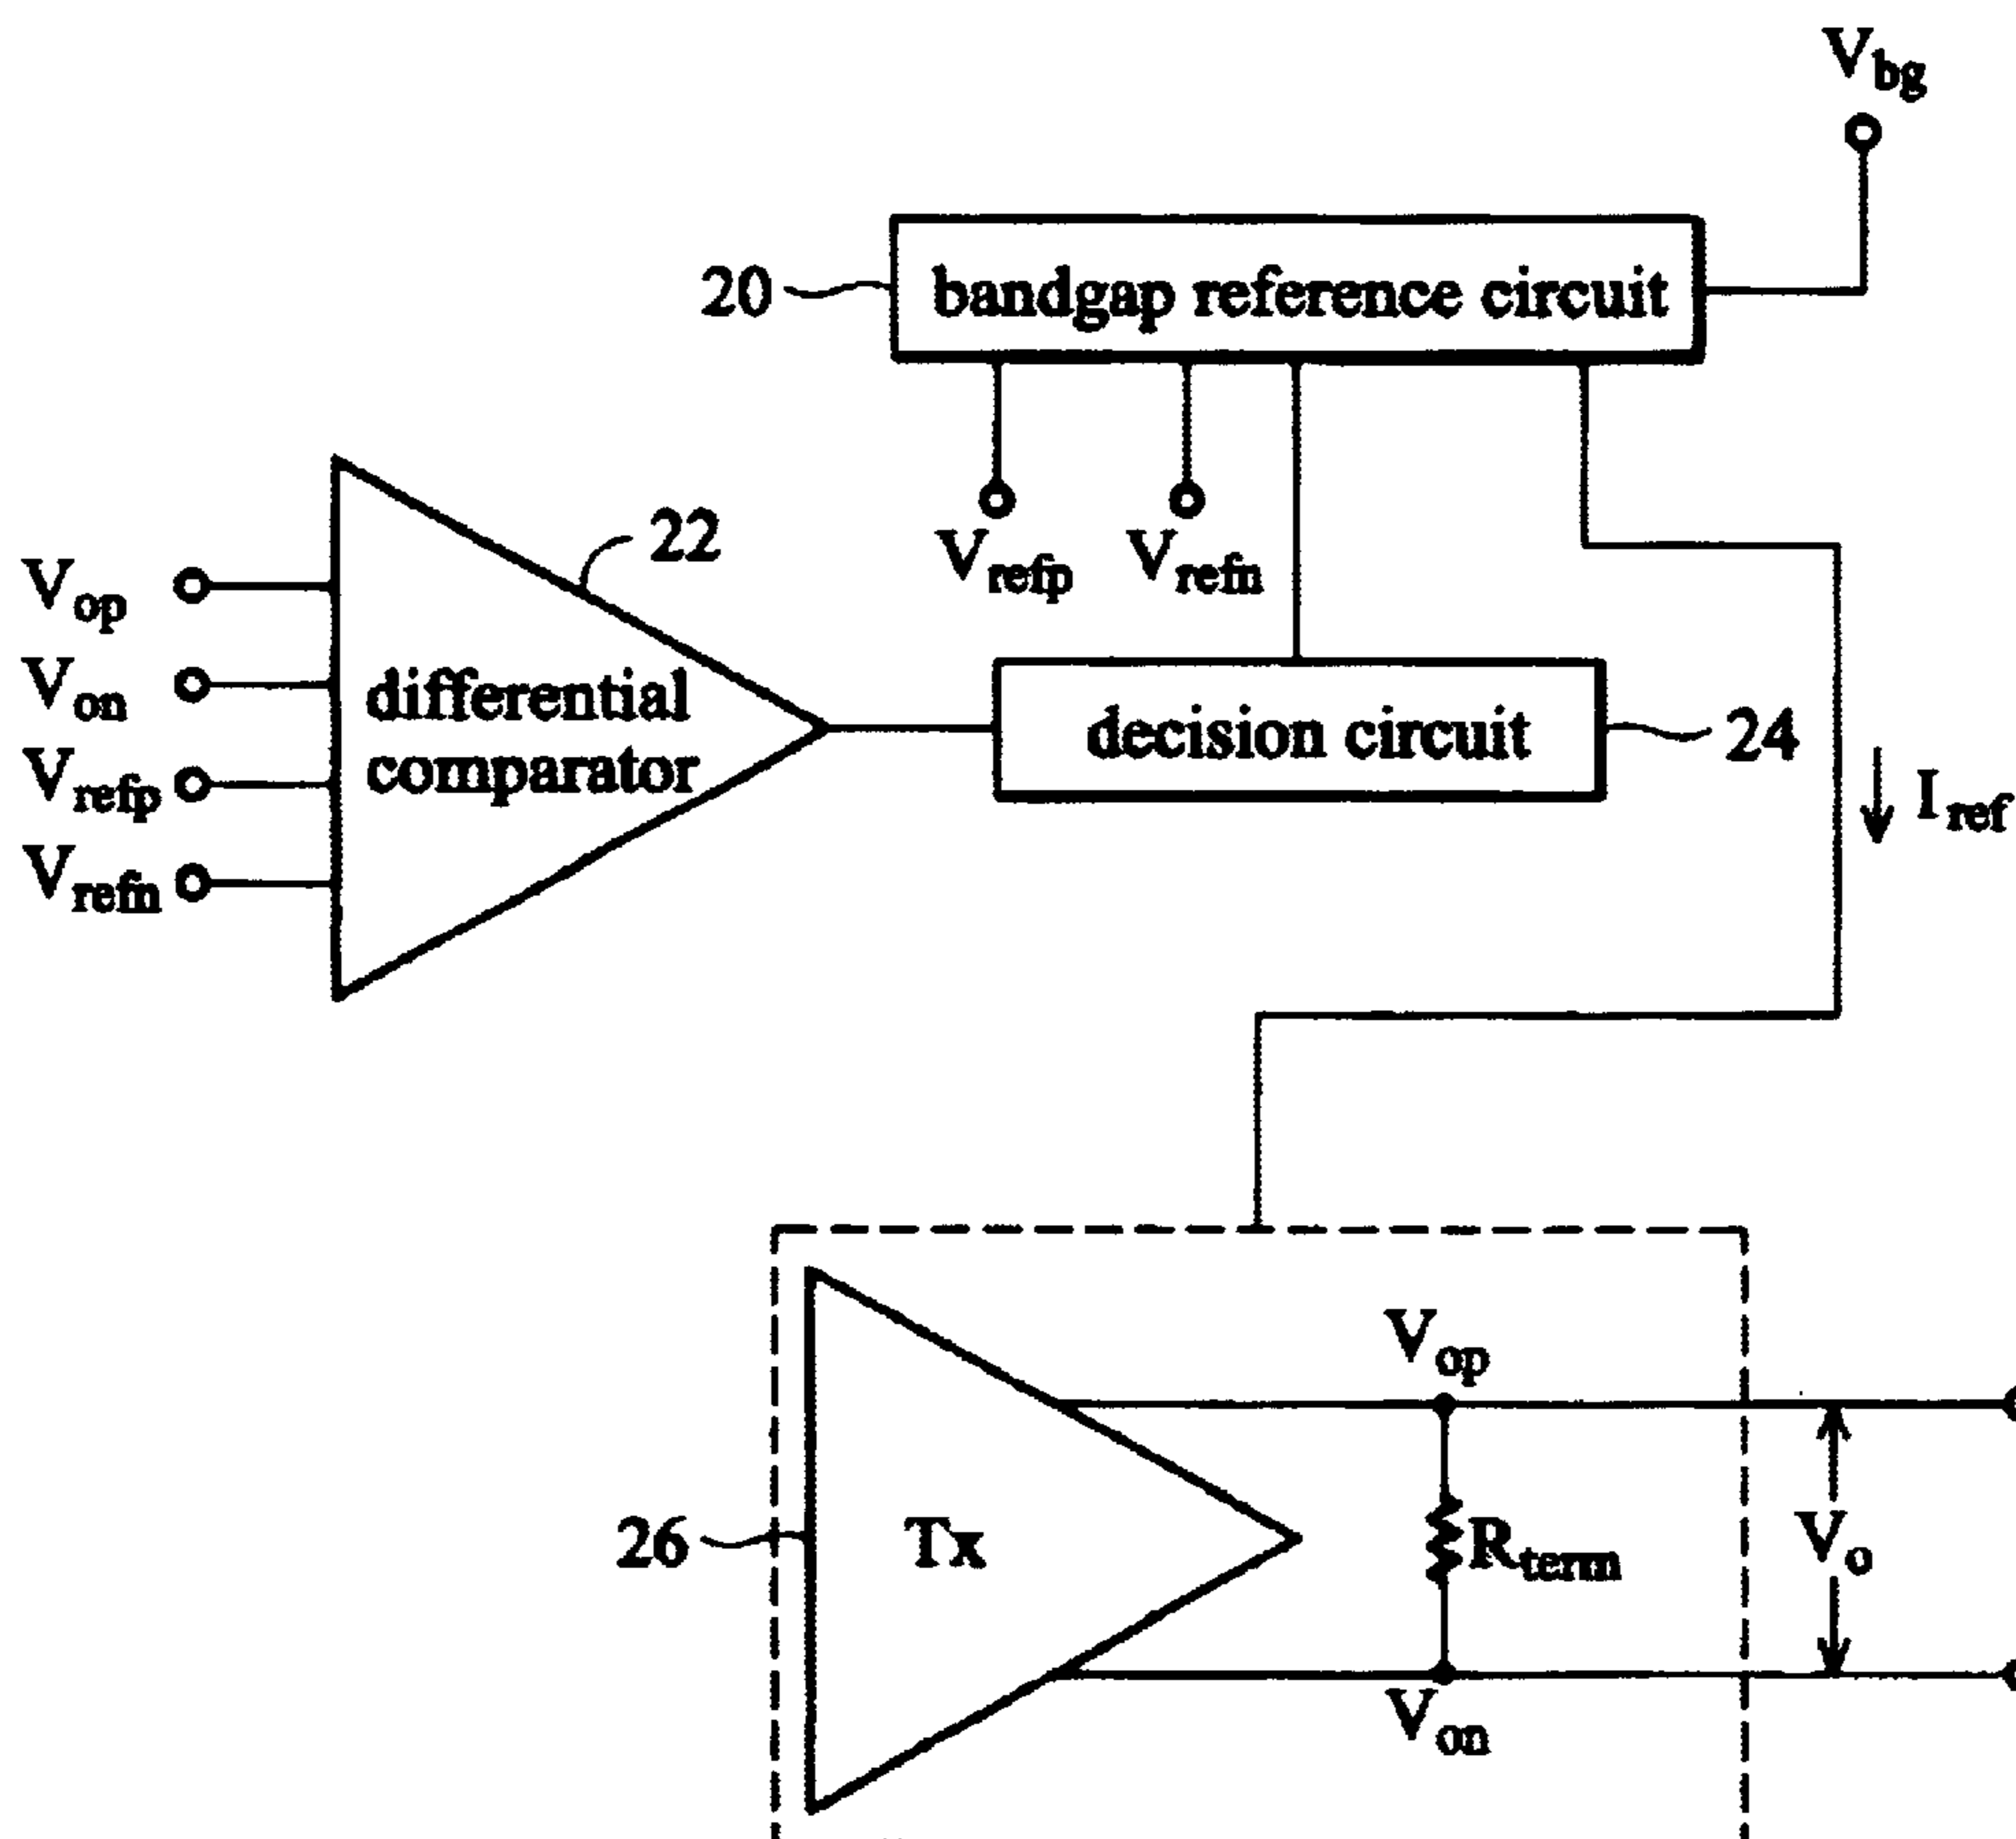 Vbg
20
bandgap reference circuit
Vrefp
Vrefn
22
Vop
Von
Vrefp
Vrefn
differential
comparator
decision circuit
24
Iref
Vop
26
Tx
Rterm
Vo
Von